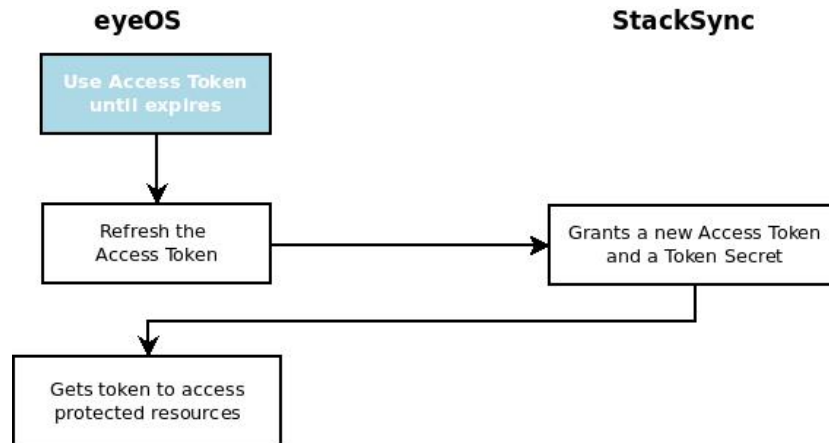 eyeOS
StackSync
Use Access Token
until expires
Refresh the
Access Token
Grants a new Access Token
and a Token Secret
Gets token to access
protected resources